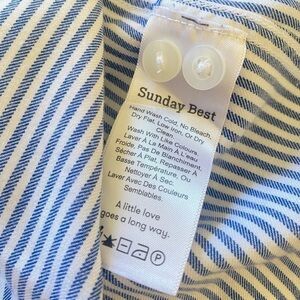 Sunday Best
Hand Wash Cold, No Bleach,
Dry Flat, Low Iron, Or Dry
Clean.
Wash With Like Colours.
Laver À La Main À L'eau
Froide, Pas De Blanchiment,
Sécher À Plat, Repasser À
Basse Température, Ou
Nettoyer À Sec.
Laver Avec Des Couleurs
Semblables.
A little love
goes a long way.
P